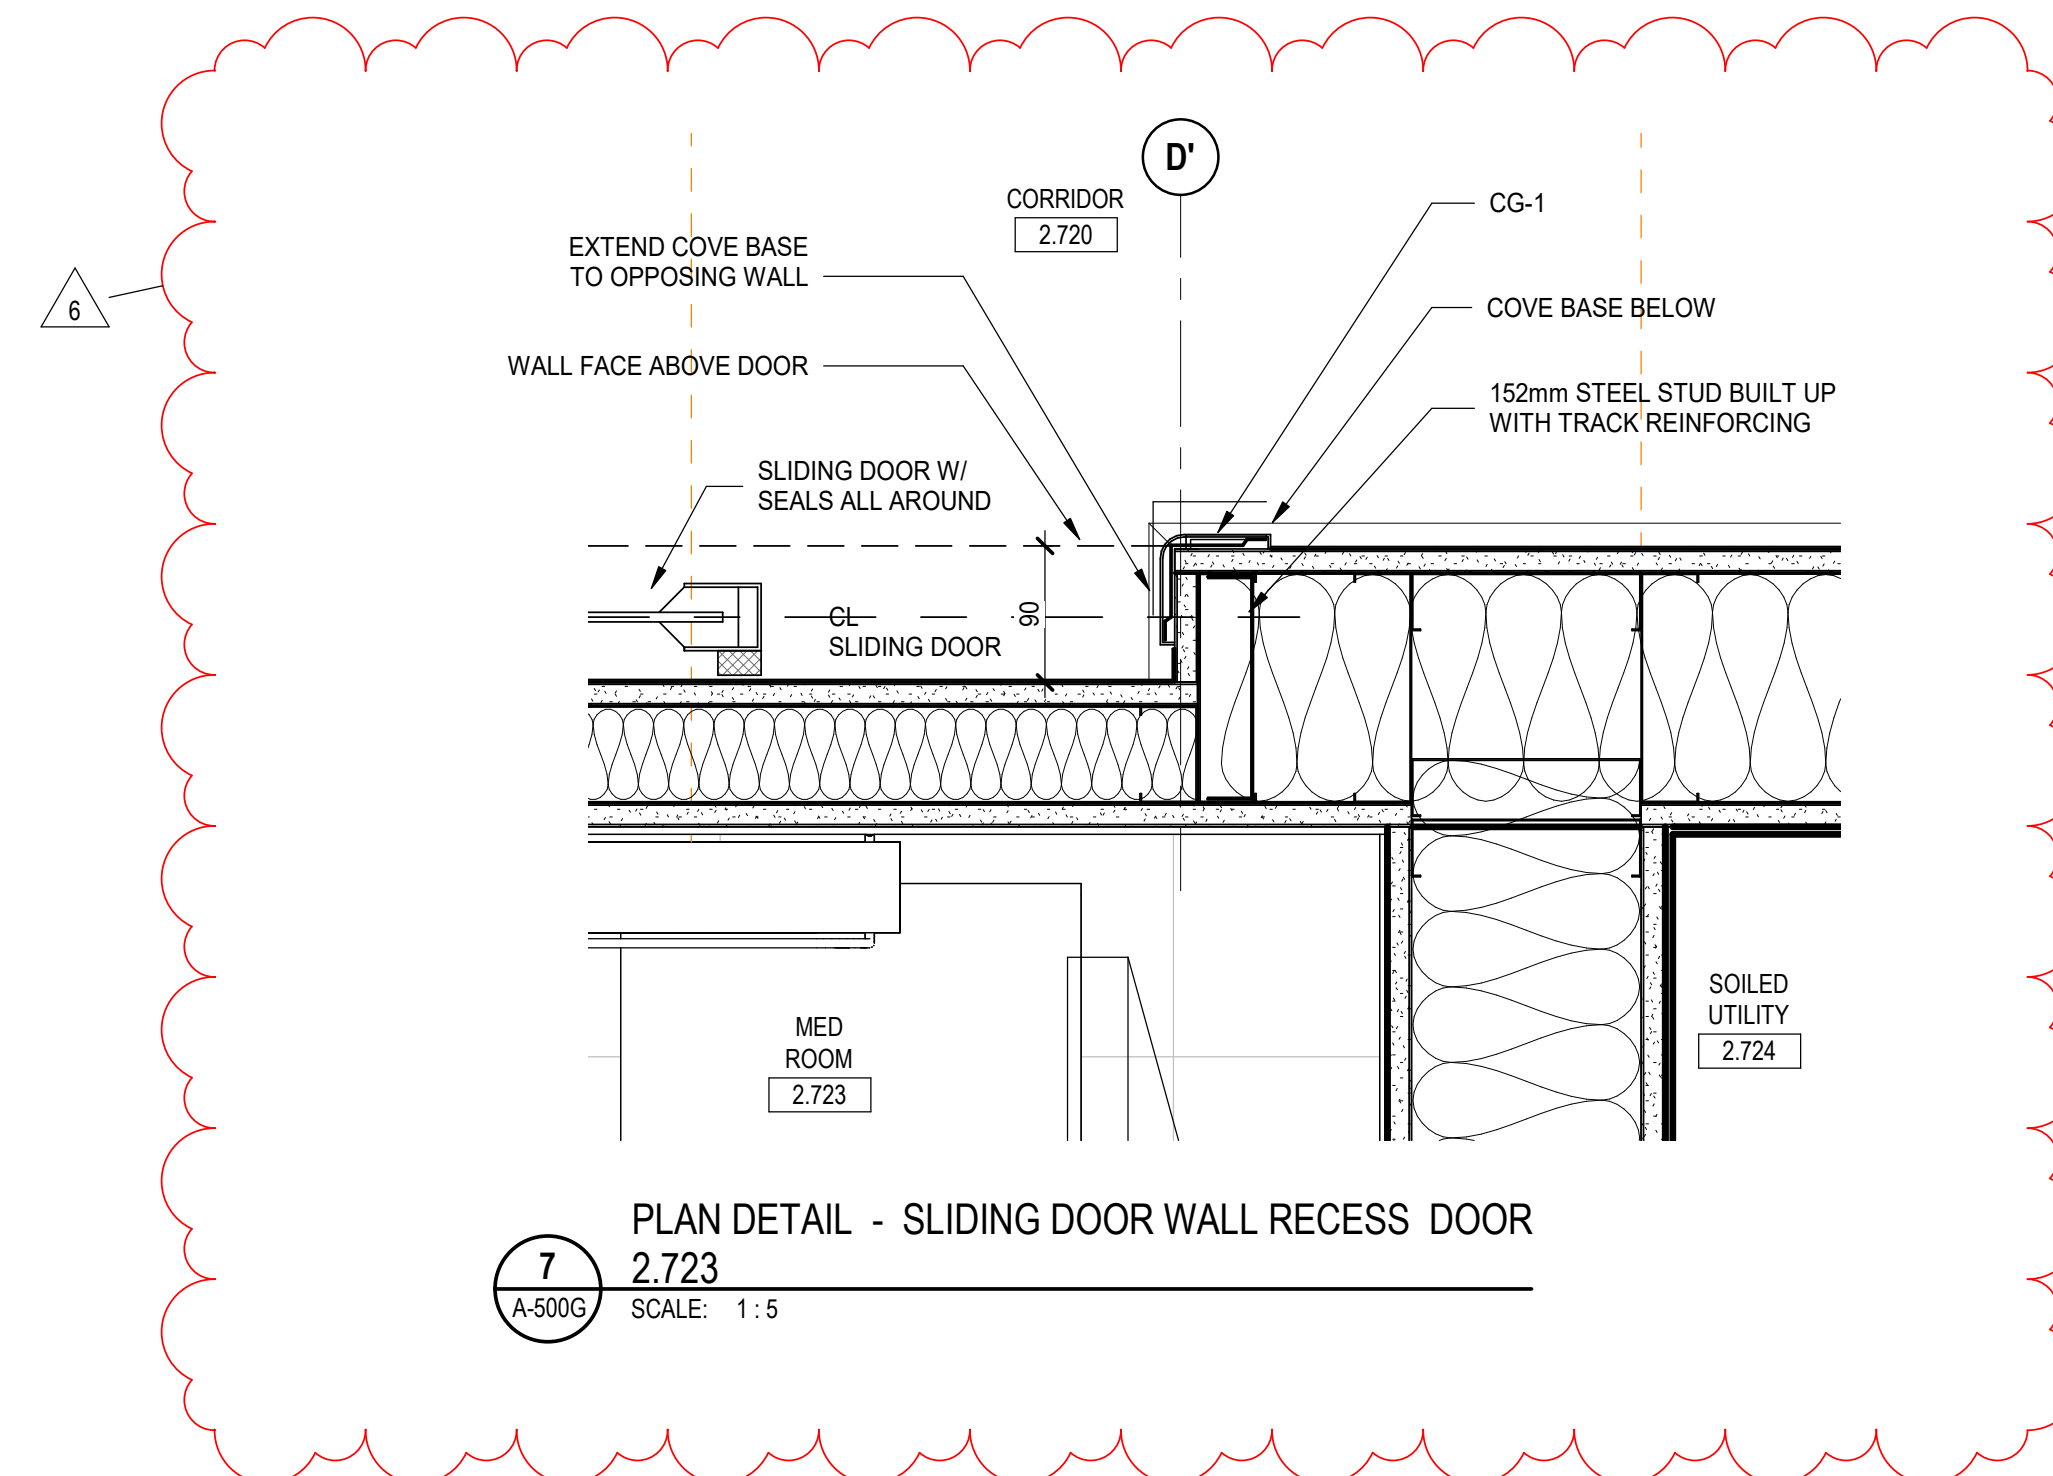 D'
CORRIDOR
2.720
CG-1
EXTEND COVE BASE
TO OPPOSING WALL
6
COVE BASE BELOW
WALL FACE ABOVE DOOR
152mm STEEL STUD BUILT UP
WITH TRACK REINFORCING
SLIDING DOOR W/
SEALS ALL AROUND
90
CL
SLIDING DOOR
SOILED
UTILITY
2.724
MED
ROOM
2.723
PLAN DETAIL - SLIDING DOOR WALL RECESS DOOR
2.723
7
A-500G
SCALE: 1 : 5